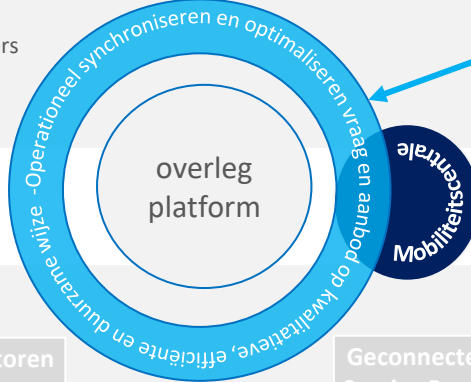 rs
-Operationeel synchroniseren en optimaliseren vraag en aanbod op kwalitatieve, efficiënte en duurzame wijze
overleg
platform
Mobiliteitscentrale
toren
Geconnecte